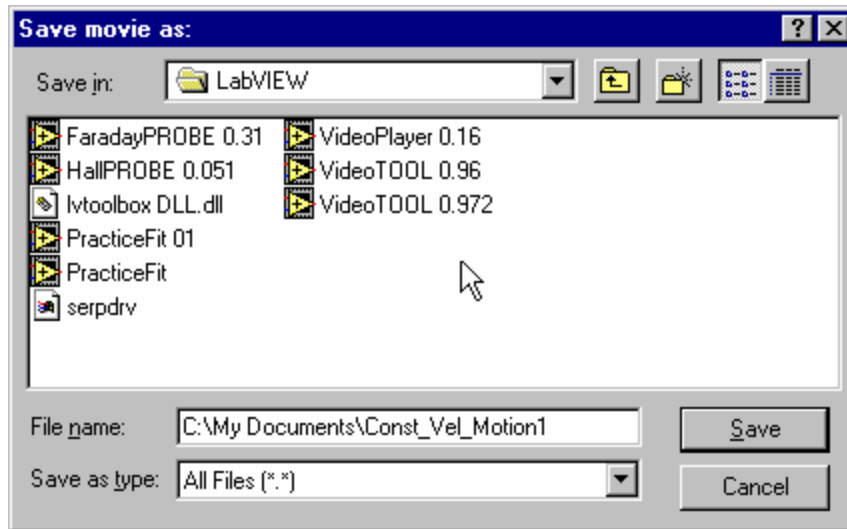 Save movie as:
Save in: LabVIEW
FaradayPROBE 0.31
HallPROBE 0.051
lvtoolbox DLL.dll
PracticeFit 01
PracticeFit
serpdrv
VideoPlayer 0.16
VideoTOOL 0.96
VideoTOOL 0.972
File name: C:\My Documents\Const_Vel_Motion1
Save
Save as type: All Files (*.*)
Cancel